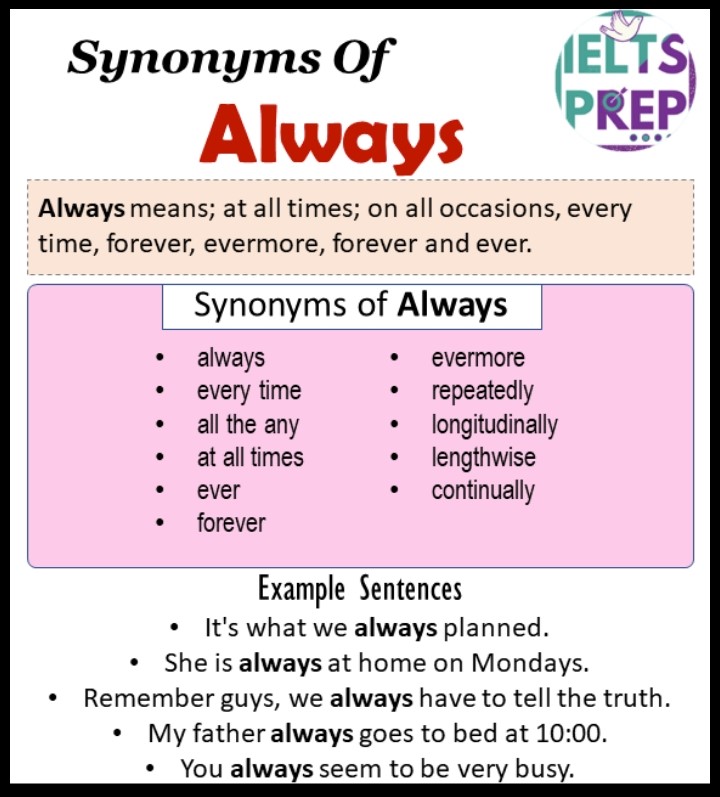 Synonyms Of
Always
IELTS
PREP
Always means; at all times; on all occasions, every
time, forever, evermore, forever and ever.
Synonyms of Always
• always
• every time
• all the any
• at all times
• ever
• forever
• evermore
• repeatedly
• longitudinally
• lengthwise
• continually
Example Sentences
• It's what we always planned.
• She is always at home on Mondays.
• Remember guys, we always have to tell the truth.
• My father always goes to bed at 10:00.
• You always seem to be very busy.